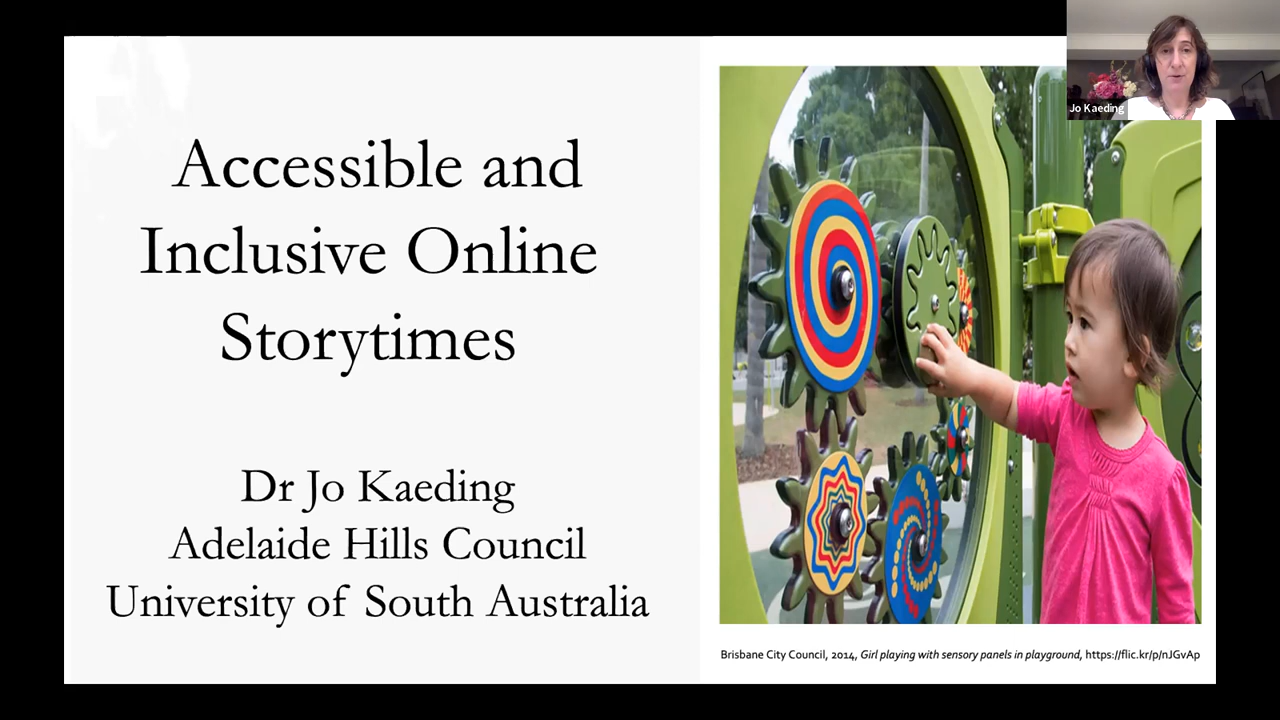 Accessible and
Inclusive Online
Storytimes
Dr Jo Kaeding
Adelaide Hills Council
University of South Australia
Jo Kaeding
Brisbane City Council, 2014, Girl playing with sensory panels in playground, https://flic.kr/p/nJGvAp